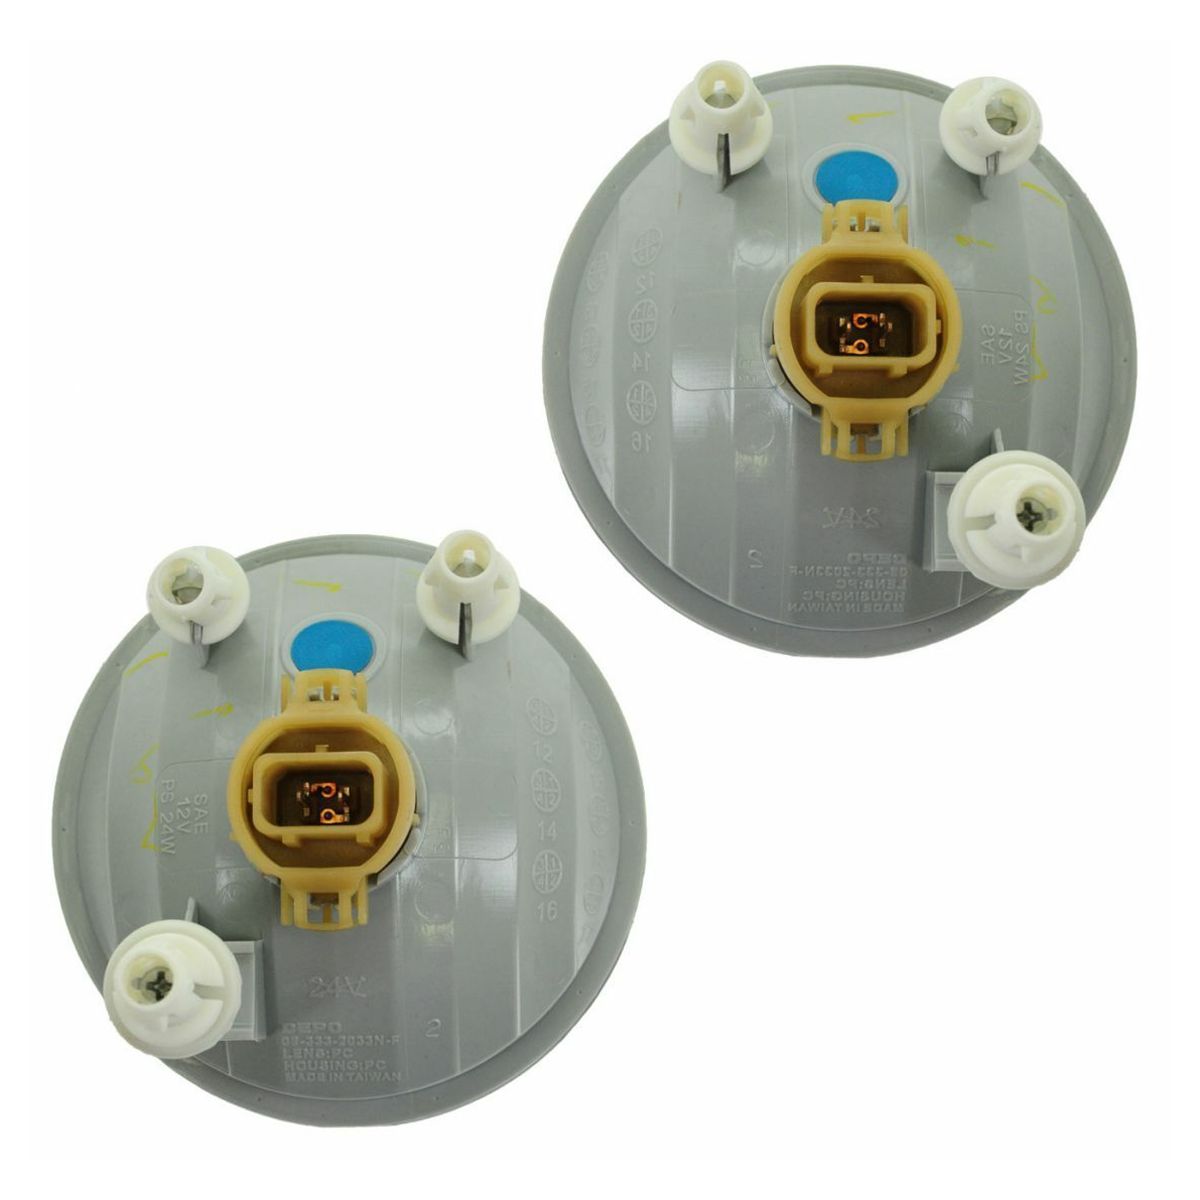 12
14
16
PS 24W
12V
SAE
24V
2
DEPO
03-333-2033N-F
LENS:PC
HOUSING:PC
MADE IN TAIWAN
12
14
16
SAE
12V
PS 24W
24V
2
DEPO
03-333-2033N-F
LENS:PC
HOUSING:PC
MADE IN TAIWAN